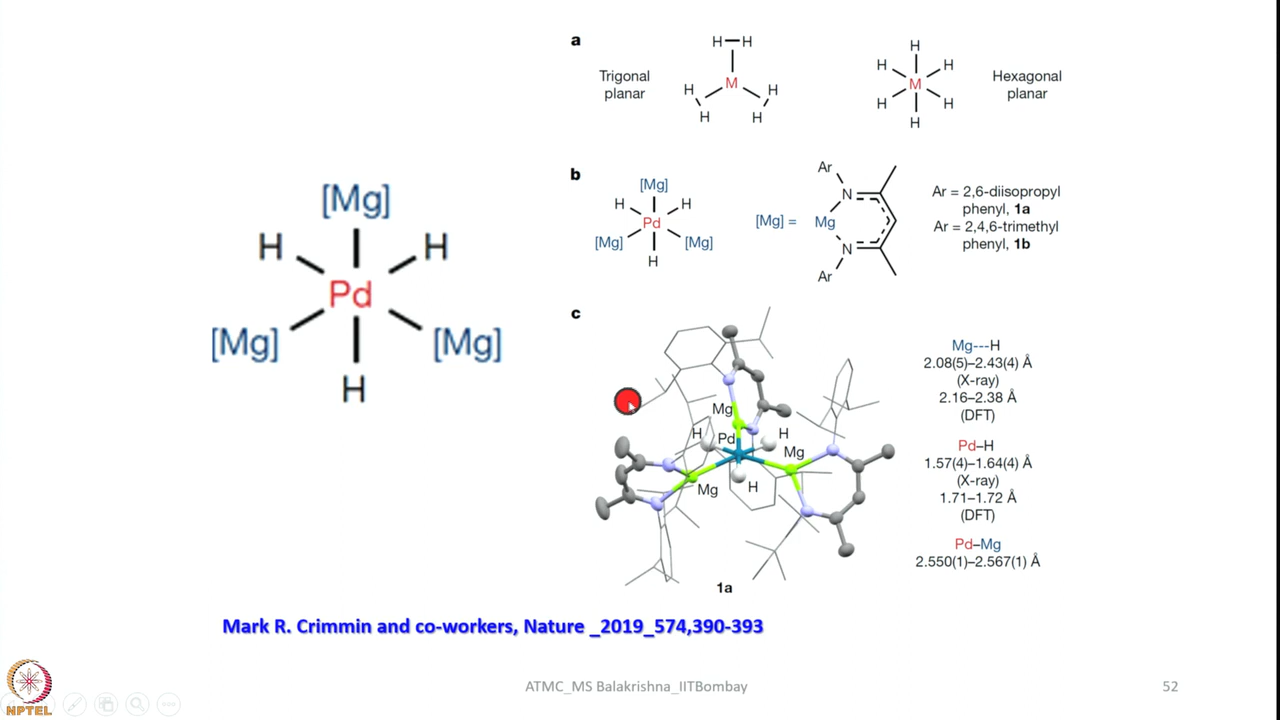 [Mg]
H
H
Pd
[Mg]
[Mg]
H
a
Trigonal
planar
H
H
M
H
H
H
H
H
H
H
M
H
H
H
Hexagonal
planar
b
[Mg]
H
H
Pd
[Mg]
[Mg]
H
[Mg] =
Ar
N
Mg
N
Ar
Ar = 2,6-diisopropyl
phenyl, 1a
Ar = 2,4,6-trimethyl
phenyl, 1b
c
Mg
H
Pd
H
Mg
Mg
H
1a
Mg---H
2.08(5)–2.43(4) Å
(X-ray)
2.16–2.38 Å
(DFT)
Pd–H
1.57(4)–1.64(4) Å
(X-ray)
1.71–1.72 Å
(DFT)
Pd–Mg
2.550(1)–2.567(1) Å
Mark R. Crimmin and co-workers, Nature _2019_574,390-393
NPTEL
ATMC_MS Balakrishna_IITBombay
52